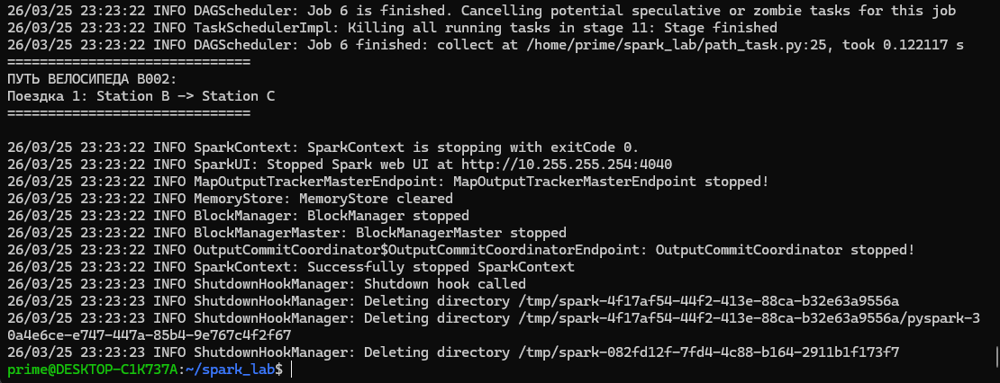 26/03/25 23:23:22 INFO DAGScheduler: Job 6 is finished. Cancelling potential speculative or zombie tasks for this job
26/03/25 23:23:22 INFO TaskSchedulerImpl: Killing all running tasks in stage 11: Stage finished
26/03/25 23:23:22 INFO DAGScheduler: Job 6 finished: collect at /home/prime/spark_lab/path_task.py:25, took 0.122117 s
==============================
ПУТЬ ВЕЛОСИПЕДА B002:
Поездка 1: Station B -> Station C
==============================
26/03/25 23:23:22 INFO SparkContext: SparkContext is stopping with exitCode 0.
26/03/25 23:23:22 INFO SparkUI: Stopped Spark web UI at http://10.255.255.254:4040
26/03/25 23:23:22 INFO MapOutputTrackerMasterEndpoint: MapOutputTrackerMasterEndpoint stopped!
26/03/25 23:23:22 INFO MemoryStore: MemoryStore cleared
26/03/25 23:23:22 INFO BlockManager: BlockManager stopped
26/03/25 23:23:22 INFO BlockManagerMaster: BlockManagerMaster stopped
26/03/25 23:23:22 INFO OutputCommitCoordinator$OutputCommitCoordinatorEndpoint: OutputCommitCoordinator stopped!
26/03/25 23:23:22 INFO SparkContext: Successfully stopped SparkContext
26/03/25 23:23:23 INFO ShutdownHookManager: Shutdown hook called
26/03/25 23:23:23 INFO ShutdownHookManager: Deleting directory /tmp/spark-4f17af54-44f2-413e-88ca-b32e63a9556a
26/03/25 23:23:23 INFO ShutdownHookManager: Deleting directory /tmp/spark-4f17af54-44f2-413e-88ca-b32e63a9556a/pyspark-3
0a4e6ce-e747-447a-85b4-9e767c4f2f67
26/03/25 23:23:23 INFO ShutdownHookManager: Deleting directory /tmp/spark-082fd12f-7fd4-4c88-b164-2911b1f173f7
prime@DESKTOP-C1K737A:~/spark_lab$